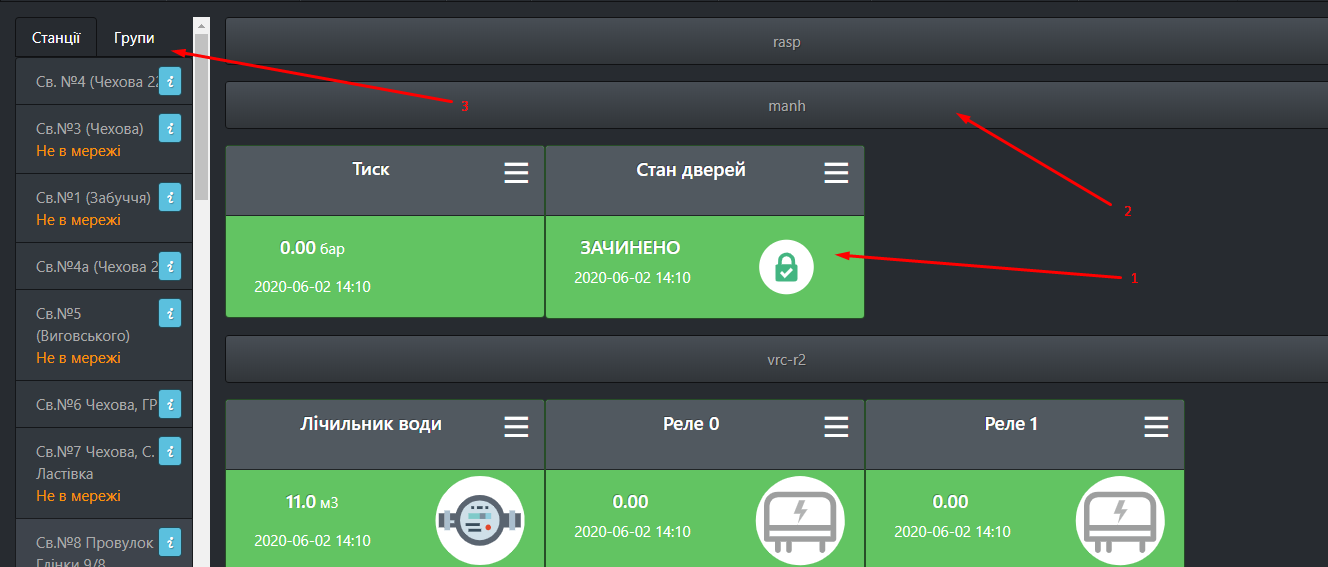 Станції
Групи
Св. №4 (Чехова 22
Св.№3 (Чехова)
Не в мережі
Св.№1 (Забуччя)
Не в мережі
Св.№4а (Чехова 2
Св.№5
(Виговського)
Не в мережі
Св.№6 Чехова, ГР
Св.№7 Чехова, С.
Ластівка
Не в мережі
Св.№8 Провулок
Глінки 9/8
3
rasp
manh
2
Тиск
0.00 бар
2020-06-02 14:10
Стан дверей
ЗАЧИНЕНО
2020-06-02 14:10
1
vrc-r2
Лічильник води
11.0 м3
2020-06-02 14:10
Реле 0
0.00
2020-06-02 14:10
Реле 1
0.00
2020-06-02 14:10